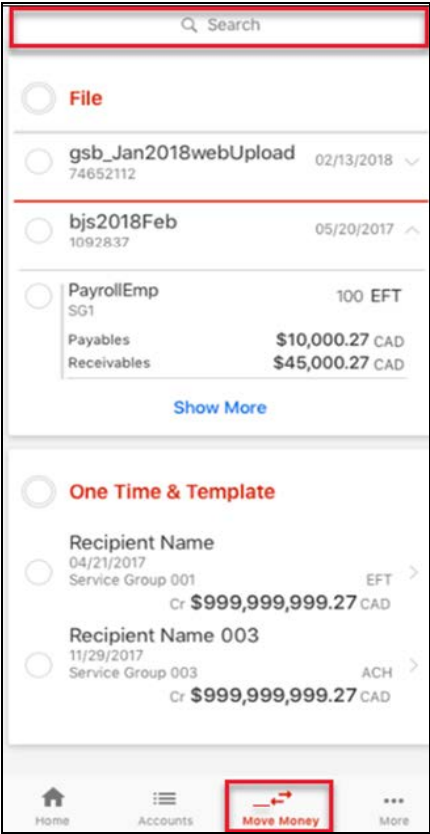 Search
File
gsb_Jan2018webUpload 02/13/2018
74652112
bjs2018Feb 05/20/2017
1092837
PayrollEmp 100 EFT
SG1
Payables $10,000.27 CAD
Receivables $45,000.27 CAD
Show More
One Time & Template
Recipient Name
04/21/2017
Service Group 001 EFT
Cr $999,999,999.27 CAD
Recipient Name 003
11/29/2017
Service Group 003 ACH
Cr $999,999,999.27 CAD
Home Accounts Move Money More